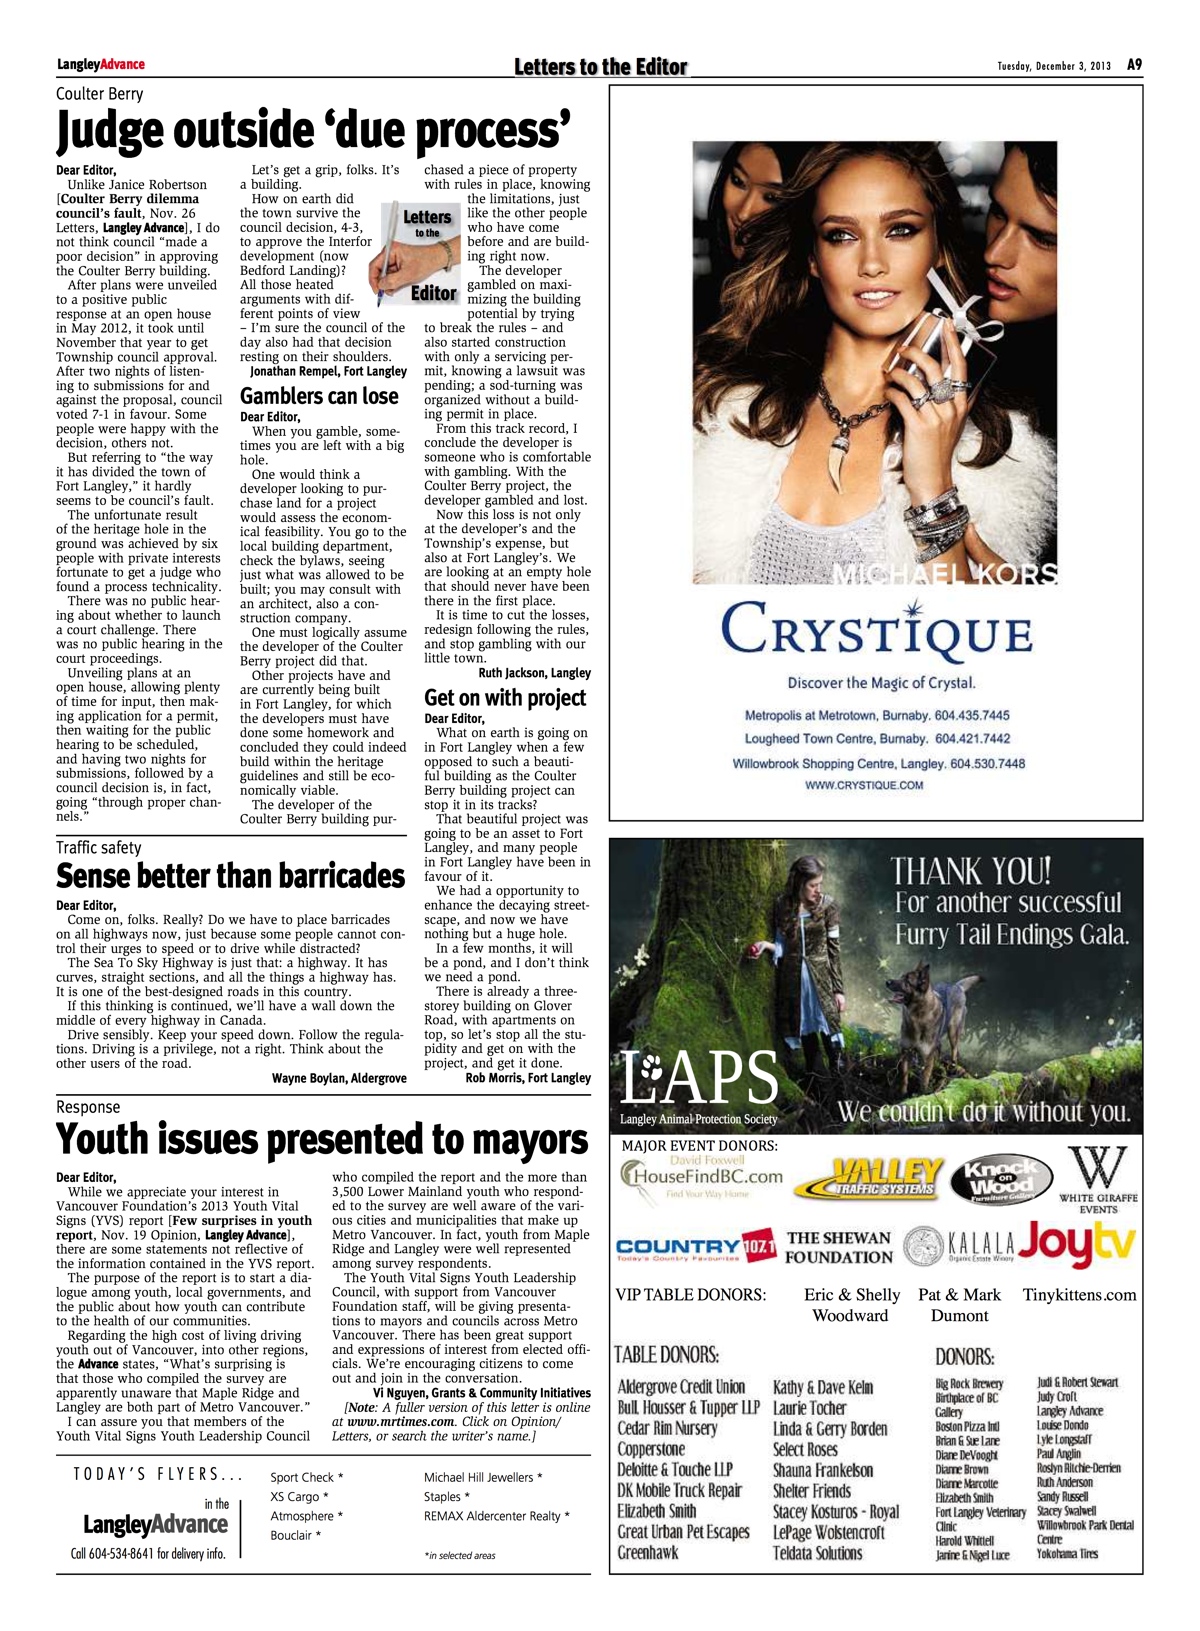 LangleyAdvance
Letters to the Editor
Tuesday, December 3, 2013 A9
Coulter Berry
Judge outside ‘due process’
Dear Editor,
Unlike Janice Robertson
[Coulter Berry dilemma
council’s fault, Nov. 26
Letters, Langley Advance], I do
not think council “made a
poor decision” in approving
the Coulter Berry building.
After plans were unveiled
to a positive public
response at an open house
in May 2012, it took until
November that year to get
Township council approval.
After two nights of listen-
ing to submissions for and
against the proposal, council
voted 7-1 in favour. Some
people were happy with the
decision, others not.
But referring to “the way
it has divided the town of
Fort Langley,” it hardly
seems to be council’s fault.
The unfortunate result
of the heritage hole in the
ground was achieved by six
people with private interests
fortunate to get a judge who
found a process technicality.
There was no public hear-
ing about whether to launch
a court challenge. There
was no public hearing in the
court proceedings.
Unveiling plans at an
open house, allowing plenty
of time for input, then mak-
ing application for a permit,
then waiting for the public
hearing to be scheduled,
and having two nights for
submissions, followed by a
council decision is, in fact,
going “through proper chan-
nels.”
Let’s get a grip, folks. It’s
a building.
How on earth did
the town survive the
council decision, 4-3,
to approve the Interfor
development (now
Bedford Landing)?
All those heated
arguments with dif-
ferent points of view
– I’m sure the council of the
day also had that decision
resting on their shoulders.
Jonathan Rempel, Fort Langley
Letters
to the
Editor
Gamblers can lose
Dear Editor,
When you gamble, some-
times you are left with a big
hole.
One would think a
developer looking to pur-
chase land for a project
would assess the econom-
ical feasibility. You go to the
local building department,
check the bylaws, seeing
just what was allowed to be
built; you may consult with
an architect, also a con-
struction company.
One must logically assume
the developer of the Coulter
Berry project did that.
Other projects have and
are currently being built
in Fort Langley, for which
the developers must have
done some homework and
concluded they could indeed
build within the heritage
guidelines and still be eco-
nomically viable.
The developer of the
Coulter Berry building pur-
chased a piece of property
with rules in place, knowing
the limitations, just
like the other people
who have come
before and are build-
ing right now.
The developer
gambled on maxi-
mizing the building
potential by trying
to break the rules – and
also started construction
with only a servicing per-
mit, knowing a lawsuit was
pending; a sod-turning was
organized without a build-
ing permit in place.
From this track record, I
conclude the developer is
someone who is comfortable
with gambling. With the
Coulter Berry project, the
developer gambled and lost.
Now this loss is not only
at the developer’s and the
Township’s expense, but
also at Fort Langley’s. We
are looking at an empty hole
that should never have been
there in the first place.
It is time to cut the losses,
redesign following the rules,
and stop gambling with our
little town.
Ruth Jackson, Langley
Get on with project
Dear Editor,
What on earth is going on
in Fort Langley when a few
opposed to such a beauti-
ful building as the Coulter
Berry building project can
stop it in its tracks?
That beautiful project was
going to be an asset to Fort
Langley, and many people
in Fort Langley have been in
favour of it.
We had a opportunity to
enhance the decaying street-
scape, and now we have
nothing but a huge hole.
In a few months, it will
be a pond, and I don’t think
we need a pond.
There is already a three-
storey building on Glover
Road, with apartments on
top, so let’s stop all the stu-
pidity and get on with the
project, and get it done.
Rob Morris, Fort Langley
Traffic safety
Sense better than barricades
Dear Editor,
Come on, folks. Really? Do we have to place barricades
on all highways now, just because some people cannot con-
trol their urges to speed or to drive while distracted?
The Sea To Sky Highway is just that: a highway. It has
curves, straight sections, and all the things a highway has.
It is one of the best-designed roads in this country.
If this thinking is continued, we’ll have a wall down the
middle of every highway in Canada.
Drive sensibly. Keep your speed down. Follow the regula-
tions. Driving is a privilege, not a right. Think about the
other users of the road.
Wayne Boylan, Aldergrove
Response
Youth issues presented to mayors
Dear Editor,
While we appreciate your interest in
Vancouver Foundation’s 2013 Youth Vital
Signs (YVS) report [Few surprises in youth
report, Nov. 19 Opinion, Langley Advance],
there are some statements not reflective of
the information contained in the YVS report.
The purpose of the report is to start a dia-
logue among youth, local governments, and
the public about how youth can contribute
to the health of our communities.
Regarding the high cost of living driving
youth out of Vancouver, into other regions,
the Advance states, “What’s surprising is
that those who compiled the survey are
apparently unaware that Maple Ridge and
Langley are both part of Metro Vancouver.”
I can assure you that members of the
Youth Vital Signs Youth Leadership Council
who compiled the report and the more than
3,500 Lower Mainland youth who respond-
ed to the survey are well aware of the vari-
ous cities and municipalities that make up
Metro Vancouver. In fact, youth from Maple
Ridge and Langley were well represented
among survey respondents.
The Youth Vital Signs Youth Leadership
Council, with support from Vancouver
Foundation staff, will be giving presenta-
tions to mayors and councils across Metro
Vancouver. There has been great support
and expressions of interest from elected offi-
cials. We’re encouraging citizens to come
out and join in the conversation.
Vi Nguyen, Grants & Community Initiatives
[Note: A fuller version of this letter is online
at www.mrtimes.com. Click on Opinion/
Letters, or search the writer’s name.]
TODAY’S FLYERS...
in the
LangleyAdvance
Call 604-534-8641 for delivery info.
Sport Check *
XS Cargo *
Atmosphere *
Bouclair *
Michael Hill Jewellers *
Staples *
REMAX Aldercenter Realty *
*in selected areas
MICHAEL KORS
CRYSTIQUE
Discover the Magic of Crystal.
Metropolis at Metrotown, Burnaby. 604.435.7445
Lougheed Town Centre, Burnaby. 604.421.7442
Willowbrook Shopping Centre, Langley. 604.530.7448
WWW.CRYSTIQUE.COM
THANK YOU!
For another successful
Furry Tail Endings Gala.
LAPS
Langley Animal Protection Society
We couldn't do it without you.
MAJOR EVENT DONORS:
David Foxwell
HouseFindBC.com
Find Your Way Home
VALLEY
TRAFFIC SYSTEMS
Knock
on
Wood
Furniture Gallery
W
WHITE GIRAFFE
EVENTS
COUNTRY 107.1
Today's Country Favourites
THE SHEWAN
FOUNDATION
KALALA
Organic Estate Winery
Joytv
VIP TABLE DONORS:
Eric & Shelly
Woodward
Pat & Mark
Dumont
Tinykittens.com
TABLE DONORS:
Aldergrove Credit Union
Bull, Housser & Tupper LLP
Cedar Rim Nursery
Copperstone
Deloitte & Touche LLP
DK Mobile Truck Repair
Elizabeth Smith
Great Urban Pet Escapes
Greenhawk
Kathy & Dave Kelm
Laurie Tocher
Linda & Gerry Borden
Select Roses
Shauna Frankelson
Shelter Friends
Stacey Kosturos - Royal
LePage Wolstencroft
Teldata Solutions
DONORS:
Big Rock Brewery
Birthplace of BC
Gallery
Boston Pizza Intl
Brian & Sue Lane
Diane DeVooght
Dianne Brown
Dianne Marcotte
Elizabeth Smith
Fort Langley Veterinary
Clinic
Harold Whittell
Janine & Nigel Luce
Judi & Robert Stewart
Judy Croft
Langley Advance
Louise Dondo
Lyle Longstaff
Paul Anglin
Roslyn Ritchie-Derrien
Ruth Anderson
Sandy Russell
Stacey Swalwell
Willowbrook Park Dental
Centre
Yokohama Tires